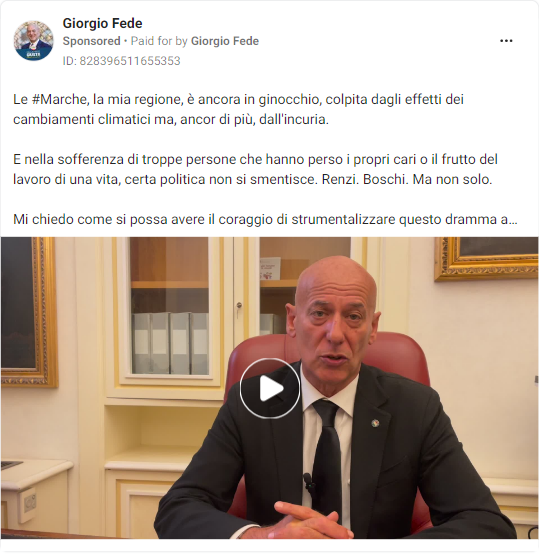 Giorgio Fede
Sponsored • Paid for by Giorgio Fede
ID: 828396511655353
Le #Marche, la mia regione, è ancora in ginocchio, colpita dagli effetti dei
cambiamenti climatici ma, ancor di più, dall'incuria.
E nella sofferenza di troppe persone che hanno perso i propri cari o il frutto del
lavoro di una vita, certa politica non si smentisce. Renzi. Boschi. Ma non solo.
Mi chiedo come si possa avere il coraggio di strumentalizzare questo dramma a...